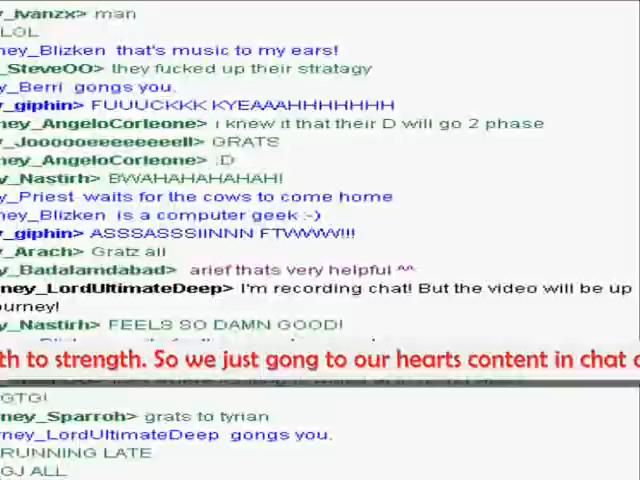 y_ivanzx> man
LOL
ney_Blizken that's music to my ears!
_SteveOO> they fucked up their stratagy
y_Berri gongs you.
y_giphin> FUUUCKKK KYEAAAHHHHHHH
ney_AngeloCorleone> i knew it that their D will go 2 phase
y_Joooooeeeeeeeell> GRATS
ney_AngeloCorleone> :D
y_Nastirh> BWAHAHAHAHAH!
y_Priest waits for the cows to come home
ney_Blizken is a computer geek :-)
y_giphin> ASSSASSSIINNN FTWWW!!!
y_Arach> Gratz all
y_Badalamdabad> arief thats very helpful ^^
ney_LordUltimateDeep> I'm recording chat! But the video will be up
ourney!
y_Nastirh> FEELS SO DAMN GOOD!
th to strength. So we just gong to our hearts content in chat
GTG!
ney_Sparroh> grats to tyrian
rney_LordUltimateDeep gongs you.
RUNNING LATE
GJ ALL